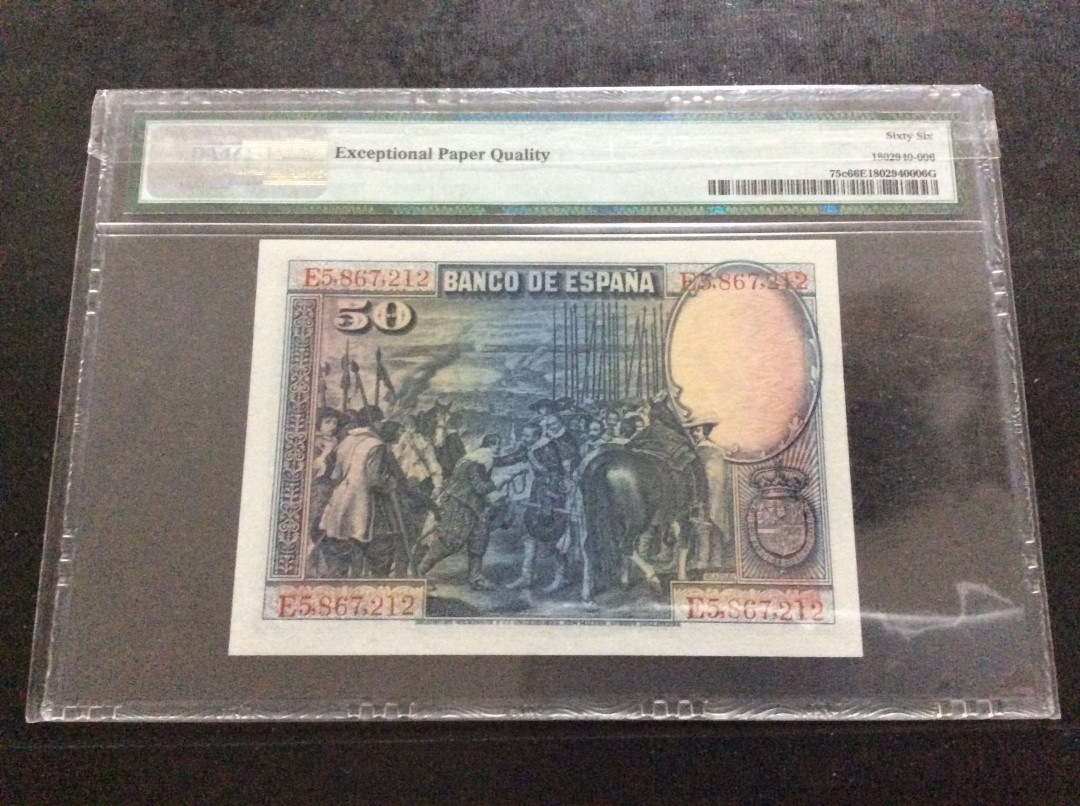 Exceptional Paper Quality
Sixty Six
1802940-006
75c66E1802940006G
E5,867,212 BANCO DE ESPAÑA E5,867,212
50
E5,867,212 E5,867,212